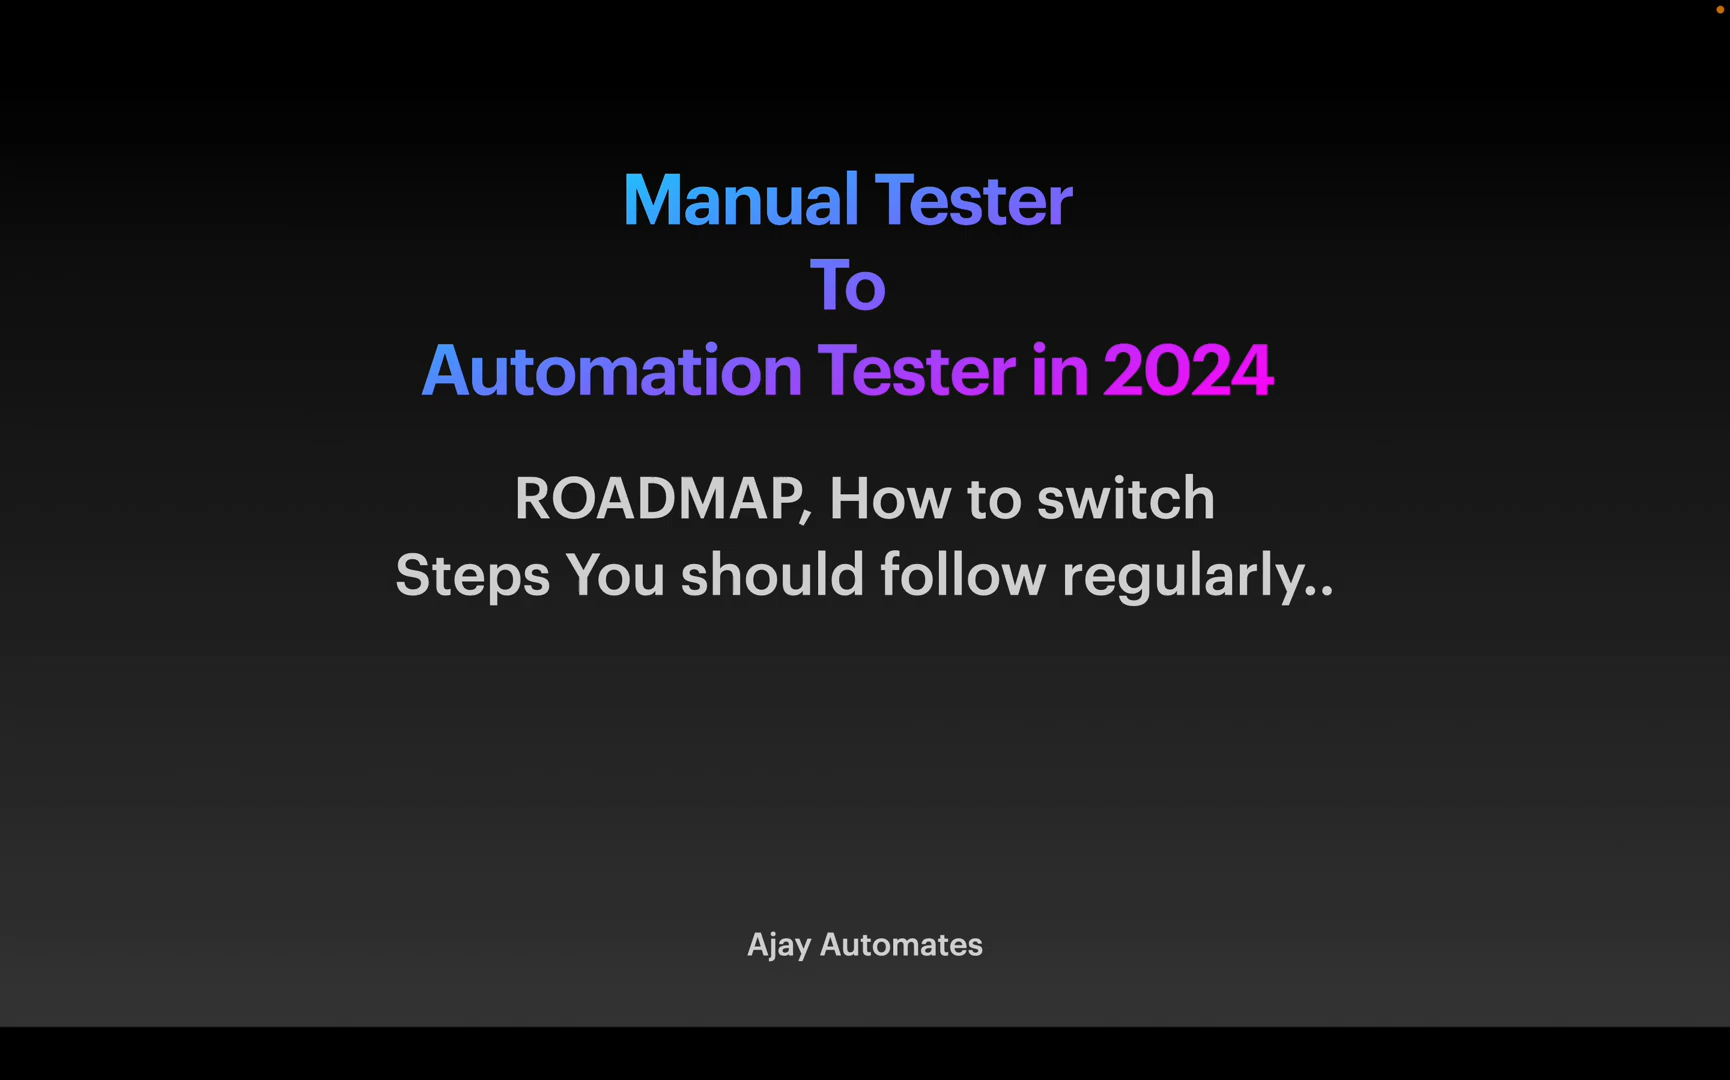 Manual Tester
To
Automation Tester in 2024
ROADMAP, How to switch
Steps You should follow regularly..
Ajay Automates